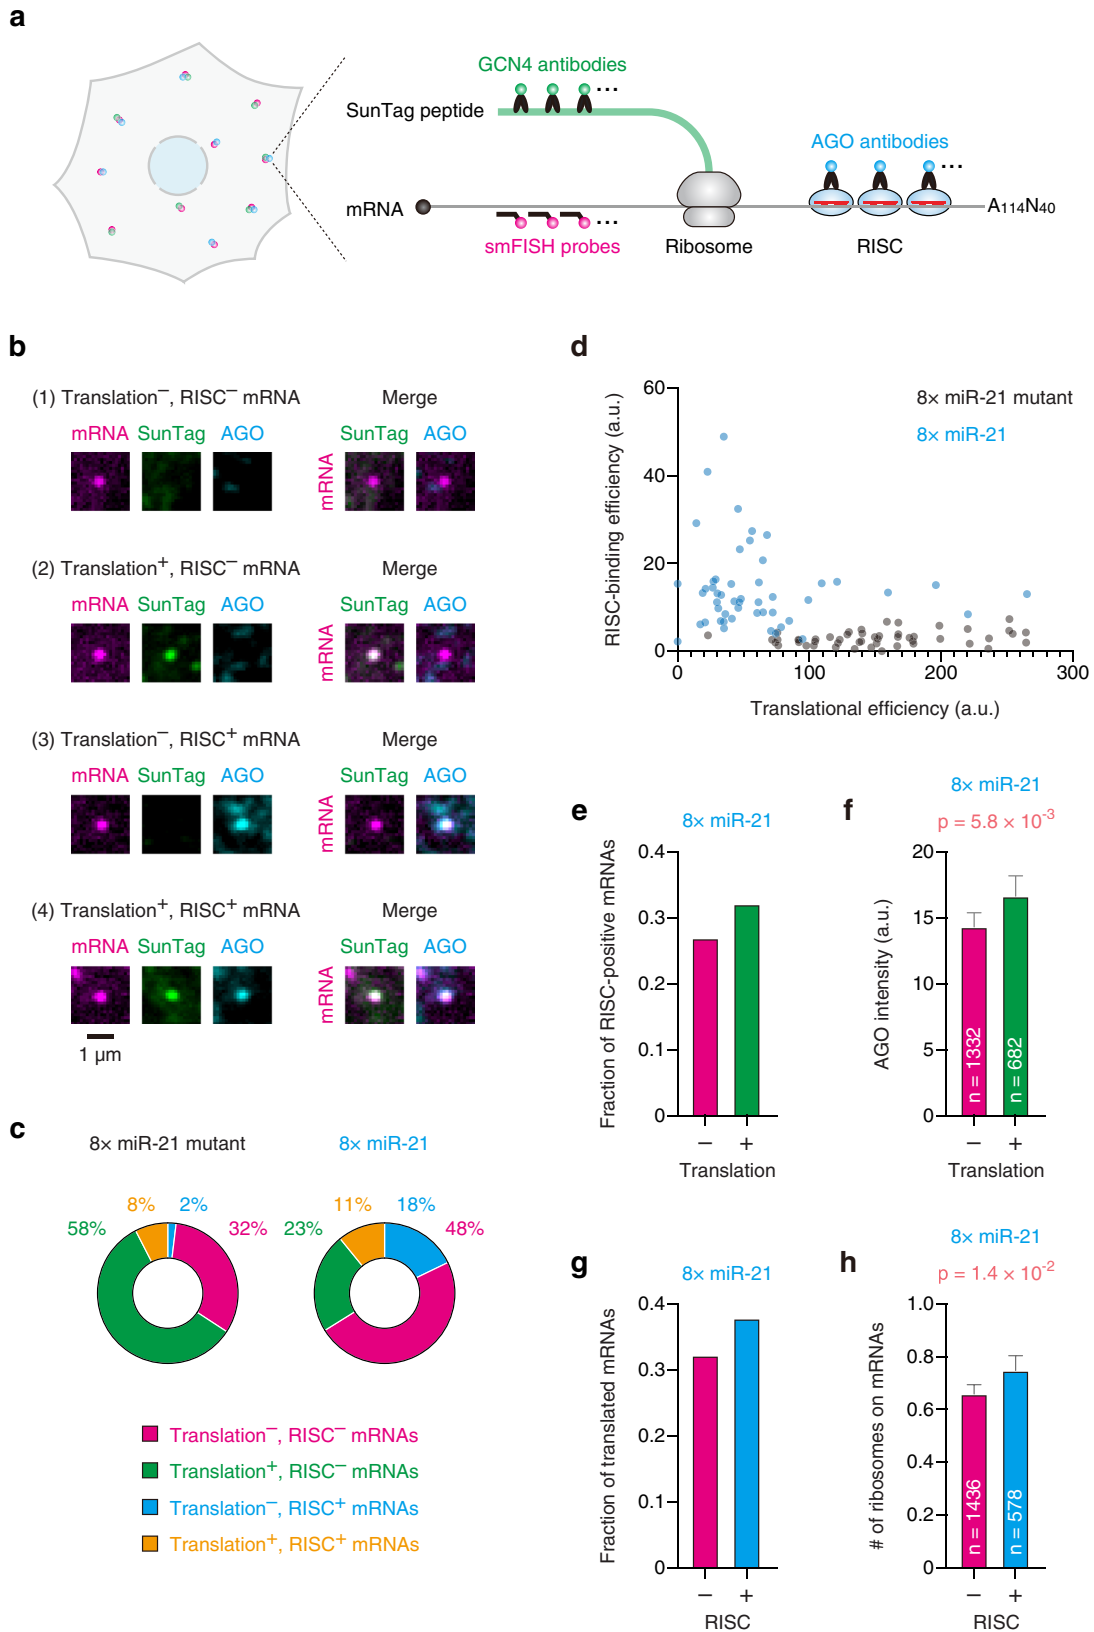 a
GCN4 antibodies
SunTag peptide
AGO antibodies
mRNA
A₁₁₄N₄₀
smFISH probes
Ribosome
RISC
b
(1) Translation⁻, RISC⁻ mRNA
Merge
mRNA SunTag AGO
SunTag AGO
mRNA
(2) Translation⁺, RISC⁻ mRNA
Merge
mRNA SunTag AGO
SunTag AGO
mRNA
(3) Translation⁻, RISC⁺ mRNA
Merge
mRNA SunTag AGO
SunTag AGO
mRNA
(4) Translation⁺, RISC⁺ mRNA
Merge
mRNA SunTag AGO
SunTag AGO
mRNA
1 µm
c
8× miR-21 mutant
8× miR-21
8%
2%
58%
32%
11%
18%
23%
48%
Translation⁻, RISC⁻ mRNAs
Translation⁺, RISC⁻ mRNAs
Translation⁻, RISC⁺ mRNAs
Translation⁺, RISC⁺ mRNAs
d
8× miR-21 mutant
8× miR-21
RISC-binding efficiency (a.u.)
60
40
20
0
0
100
200
300
Translational efficiency (a.u.)
e
8× miR-21
Fraction of RISC-positive mRNAs
0.4
0.3
0.2
0.1
0
− +
Translation
f
8× miR-21
p = 5.8 × 10⁻³
AGO intensity (a.u.)
20
15
10
5
0
n = 1332
n = 682
− +
Translation
g
8× miR-21
Fraction of translated mRNAs
0.4
0.3
0.2
0.1
0
− +
RISC
h
8× miR-21
p = 1.4 × 10⁻²
# of ribosomes on mRNAs
1.0
0.8
0.6
0.4
0.2
0
n = 1436
n = 578
− +
RISC